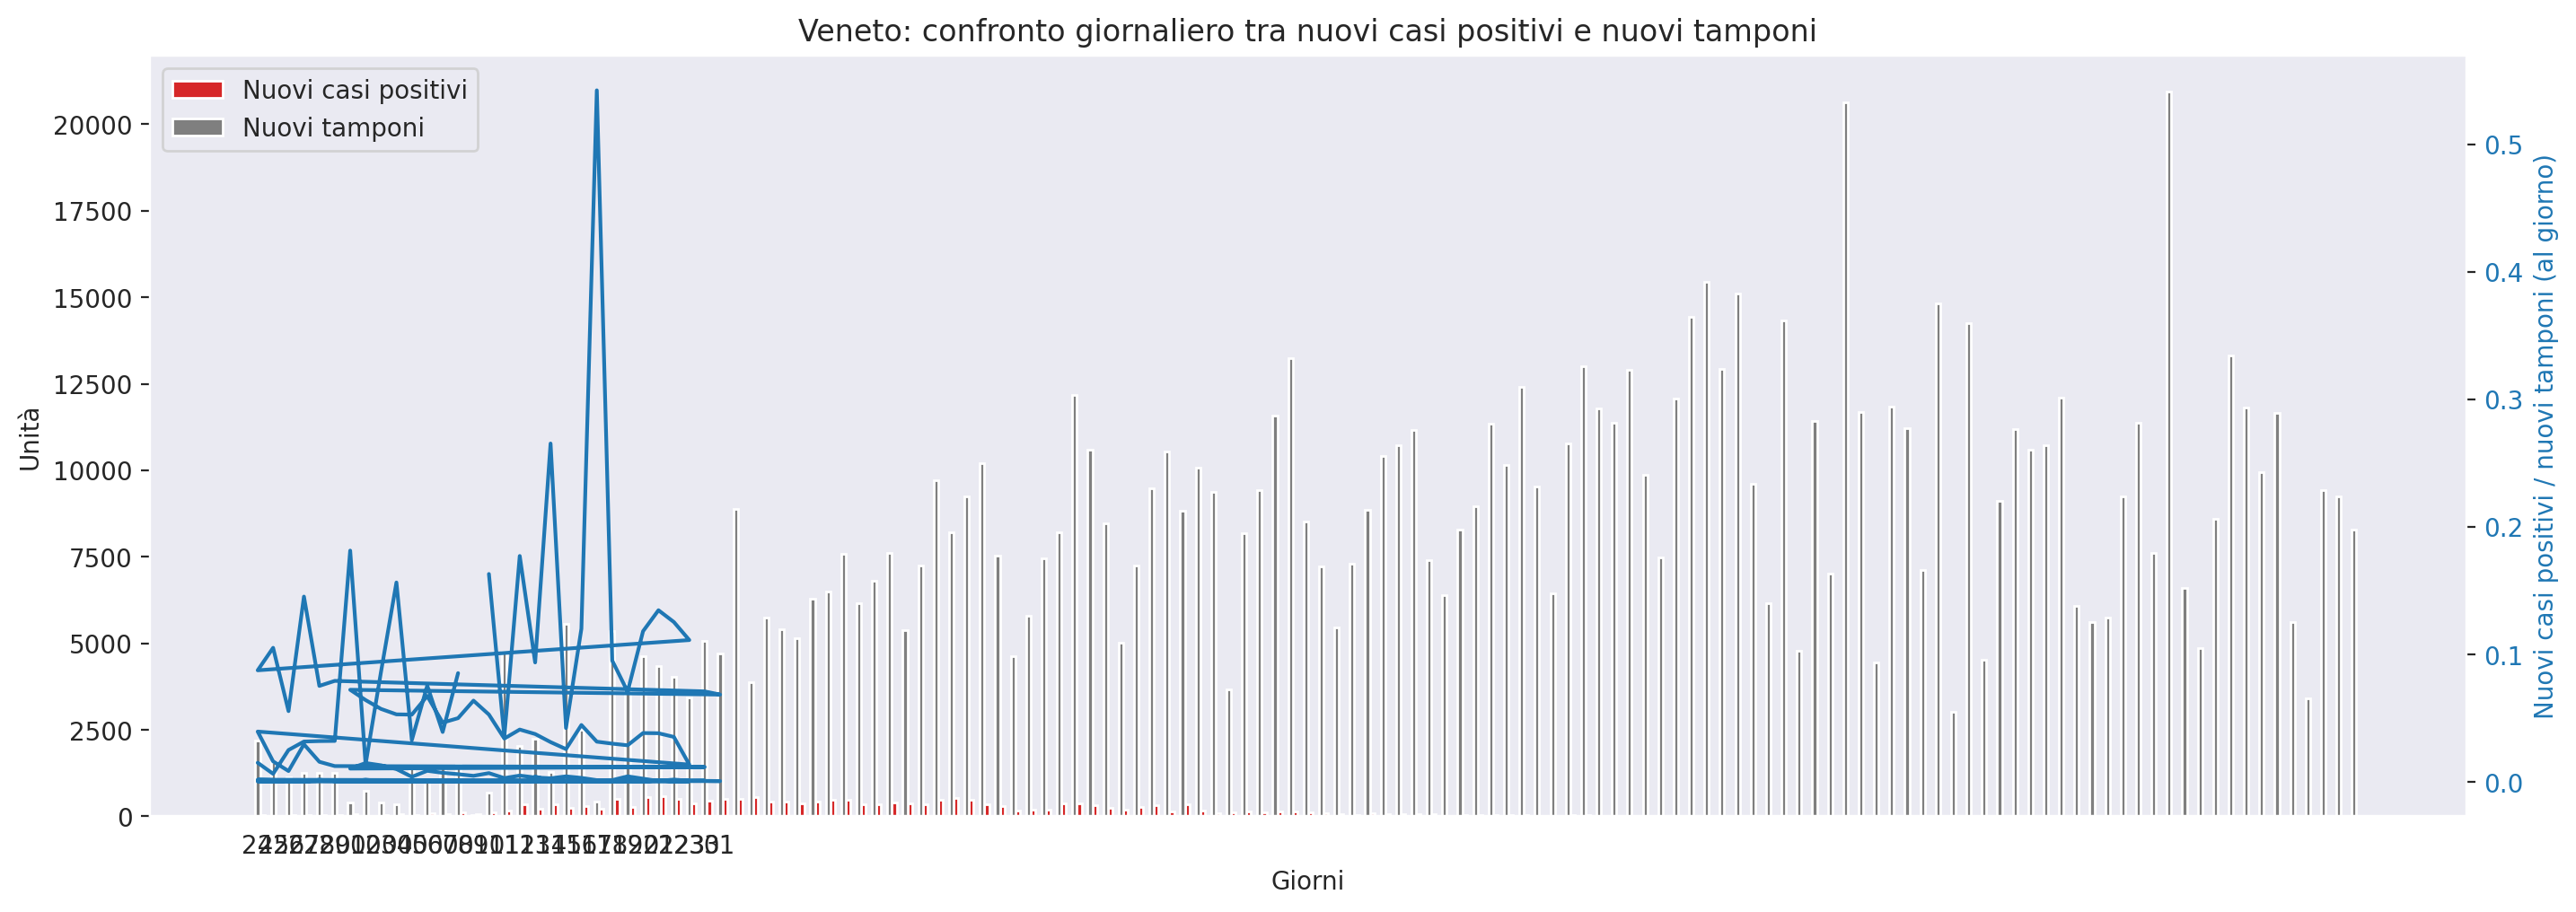 Veneto: confronto giornaliero tra nuovi casi positivi e nuovi tamponi
Nuovi casi positivi
Nuovi tamponi
20000
17500
15000
12500
10000
7500
5000
2500
0
Unità
0.5
0.4
0.3
0.2
0.1
0.0
Nuovi casi positivi / nuovi tamponi (al giorno)
Giorni